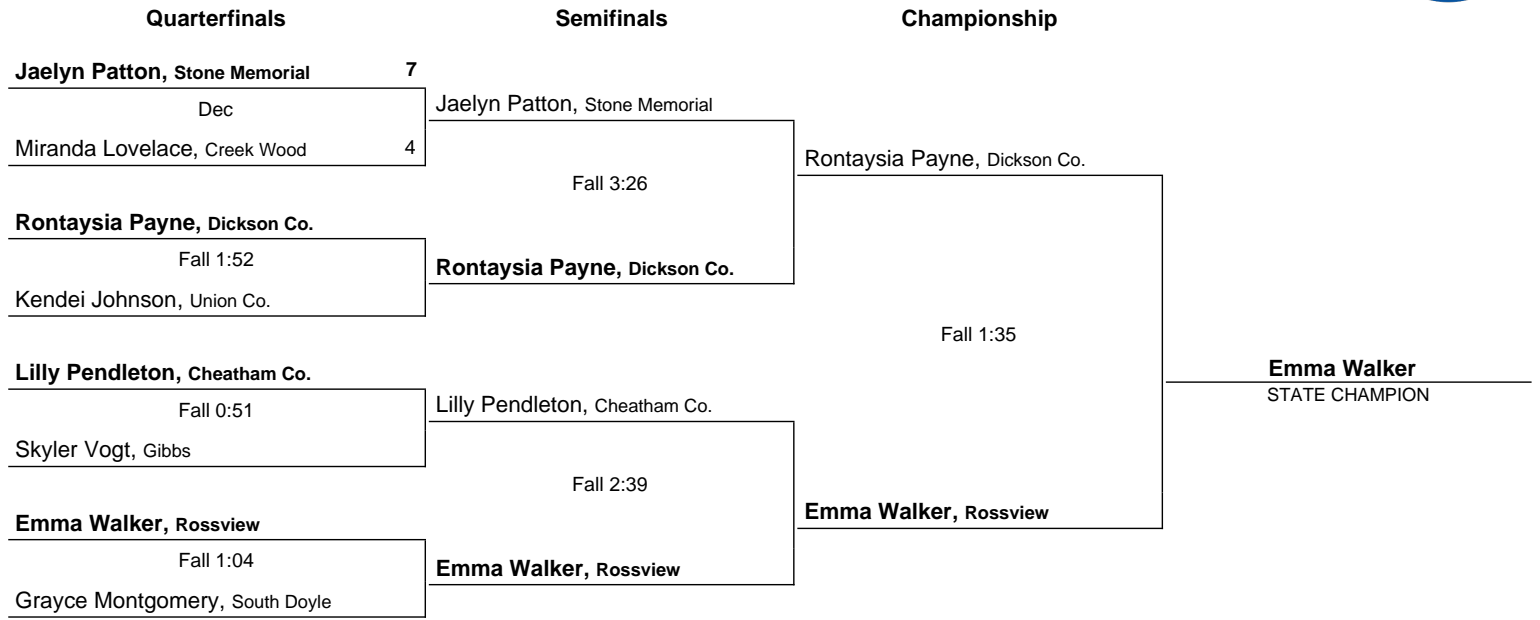 Quarterfinals Semifinals Championship
Jaelyn Patton, Stone Memorial 7
Dec
Miranda Lovelace, Creek Wood 4
Rontaysia Payne, Dickson Co.
Fall 1:52
Kendei Johnson, Union Co.
Lilly Pendleton, Cheatham Co.
Fall 0:51
Skyler Vogt, Gibbs
Emma Walker, Rossview
Fall 1:04
Grayce Montgomery, South Doyle
Jaelyn Patton, Stone Memorial
Fall 3:26
Rontaysia Payne, Dickson Co.
Lilly Pendleton, Cheatham Co.
Fall 2:39
Emma Walker, Rossview
Rontaysia Payne, Dickson Co.
Fall 1:35
Emma Walker, Rossview
Emma Walker
STATE CHAMPION